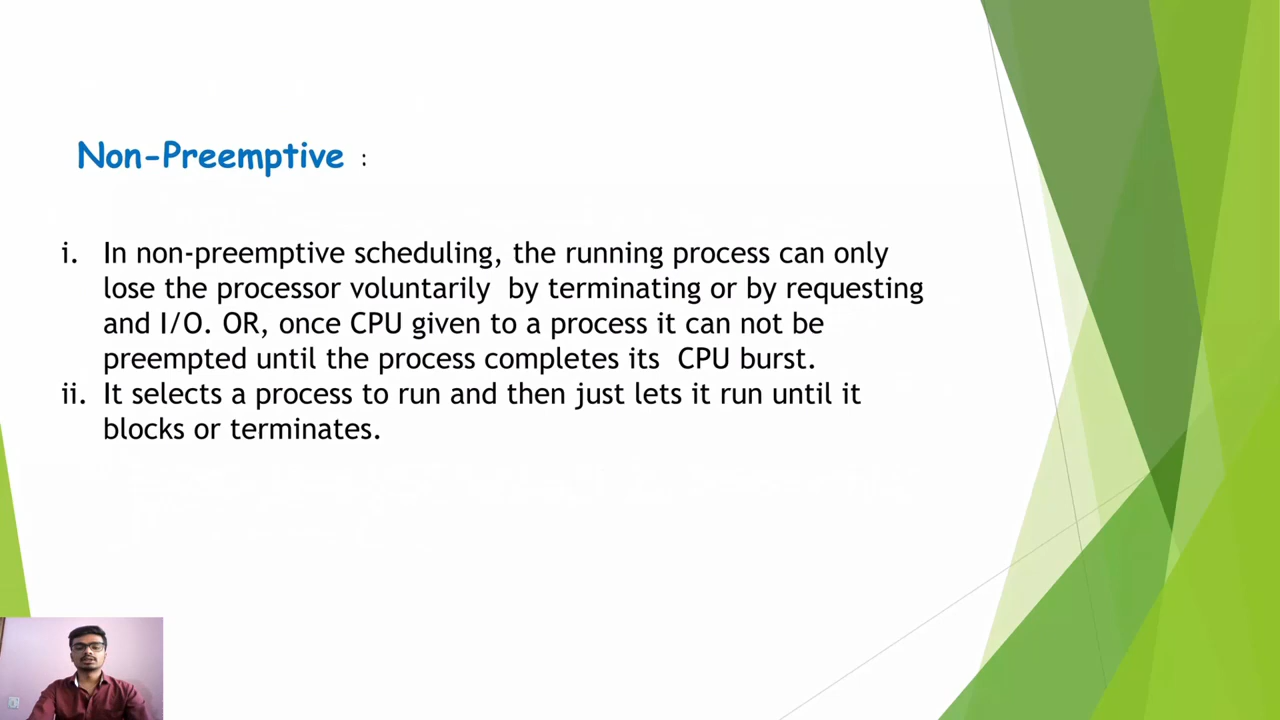 Non-Preemptive :
i. In non-preemptive scheduling, the running process can only
lose the processor voluntarily by terminating or by requesting
and I/O. OR, once CPU given to a process it can not be
preempted until the process completes its CPU burst.
ii. It selects a process to run and then just lets it run until it
blocks or terminates.